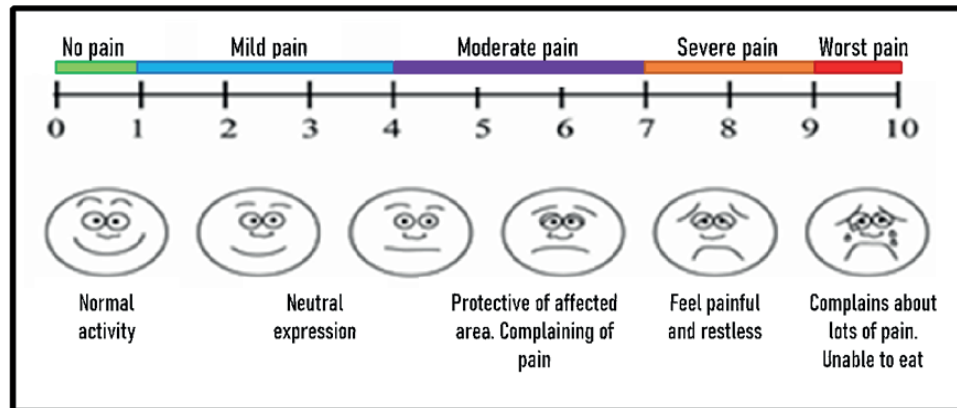 No pain Mild pain Moderate pain Severe pain Worst pain
0 1 2 3 4 5 6 7 8 9 10
Normal
activity
Neutral
expression
Protective of affected
area. Complaining of
pain
Feel painful
and restless
Complains about
lots of pain.
Unable to eat